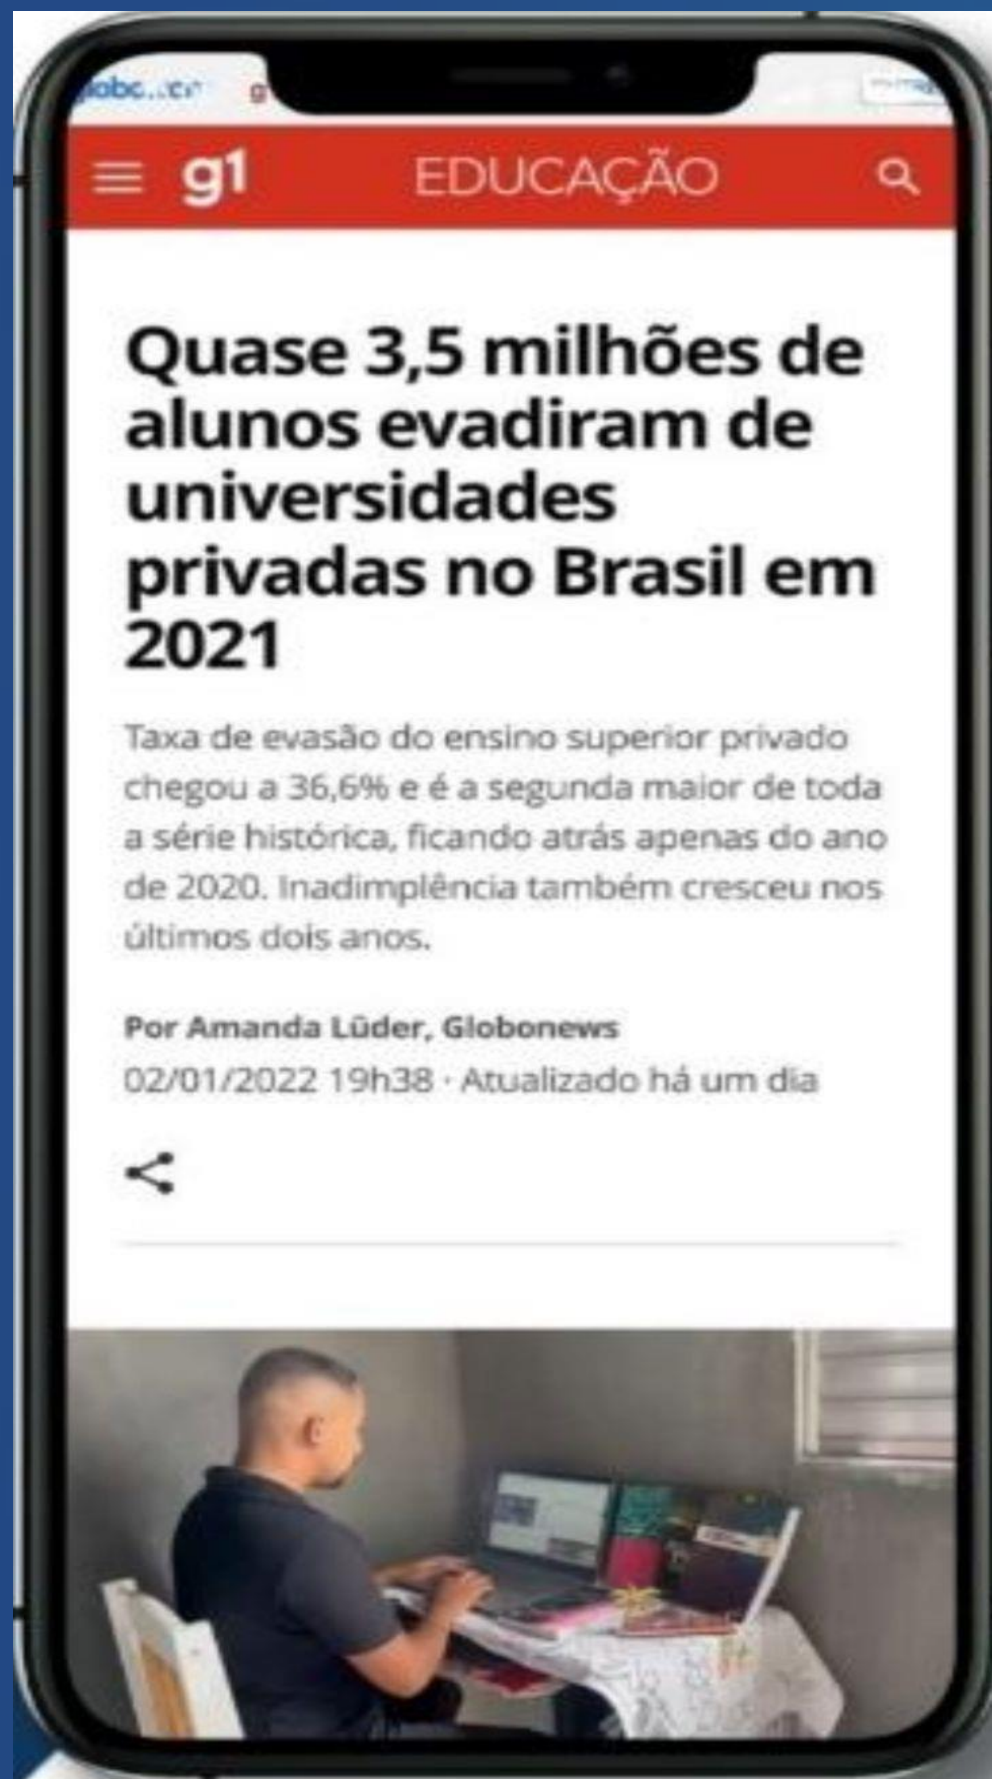 g1 EDUCAÇÃO
Quase 3,5 milhões de
alunos evadiram de
universidades
privadas no Brasil em
2021
Taxa de evasão do ensino superior privado
chegou a 36,6% e é a segunda maior de toda
a série histórica, ficando atrás apenas do ano
de 2020. Inadimplência também cresceu nos
últimos dois anos.
Por Amanda Lüder, Globonews
02/01/2022 19h38 · Atualizado há um dia